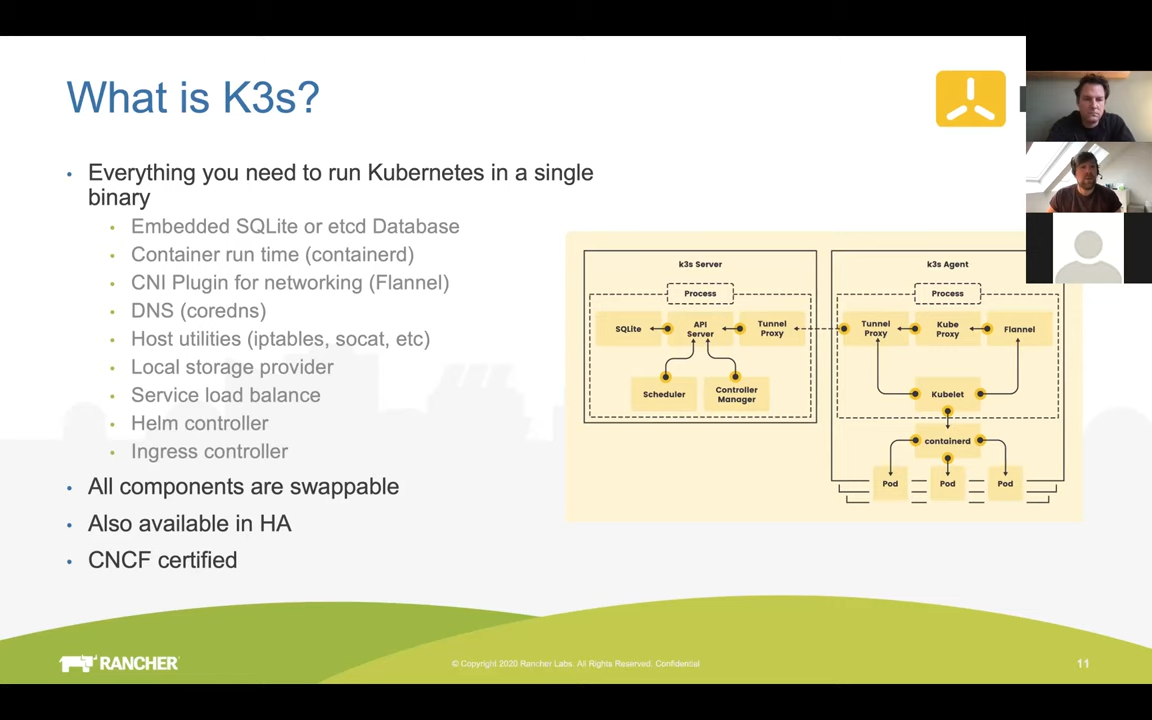 What is K3s?
• Everything you need to run Kubernetes in a single
binary
• Embedded SQLite or etcd Database
• Container run time (containerd)
• CNI Plugin for networking (Flannel)
• DNS (coredns)
• Host utilities (iptables, socat, etc)
• Local storage provider
• Service load balance
• Helm controller
• Ingress controller
• All components are swappable
• Also available in HA
• CNCF certified
k3s Server
Process
SQLite
API
Server
Tunnel
Proxy
Scheduler
Controller
Manager
k3s Agent
Process
Tunnel
Proxy
Kube
Proxy
Flannel
Kubelet
containerd
Pod
Pod
Pod
RANCHER
© Copyright 2020 Rancher Labs. All Rights Reserved. Confidential
11